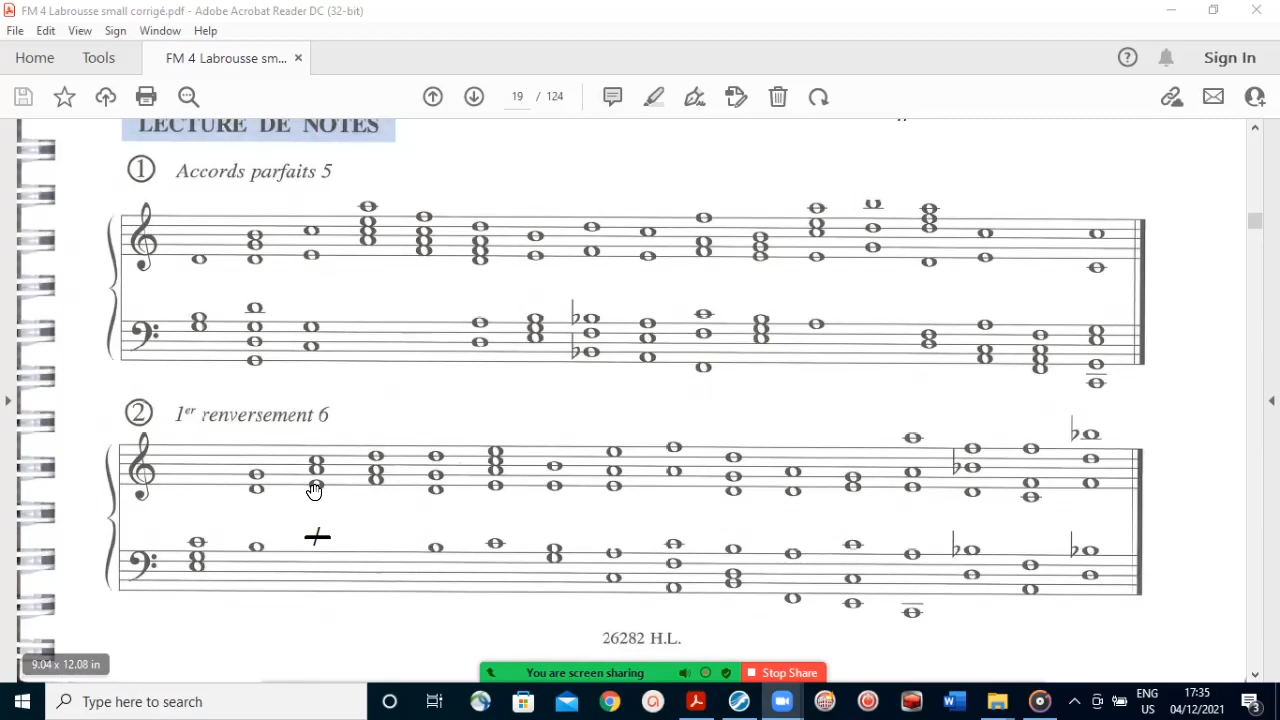 FM 4 Labrousse small corrigé.pdf - Adobe Acrobat Reader DC (32-bit)
File Edit View Sign Window Help
Home Tools FM 4 Labrousse sm... × Sign In
19 / 124
LECTURE DE NOTES
1 Accords parfaits 5
2 1er renversement 6
26282 H.L.
9.04 x 12.08 in
You are screen sharing Stop Share
Type here to search
ENG 17:35
US 04/12/2021 3